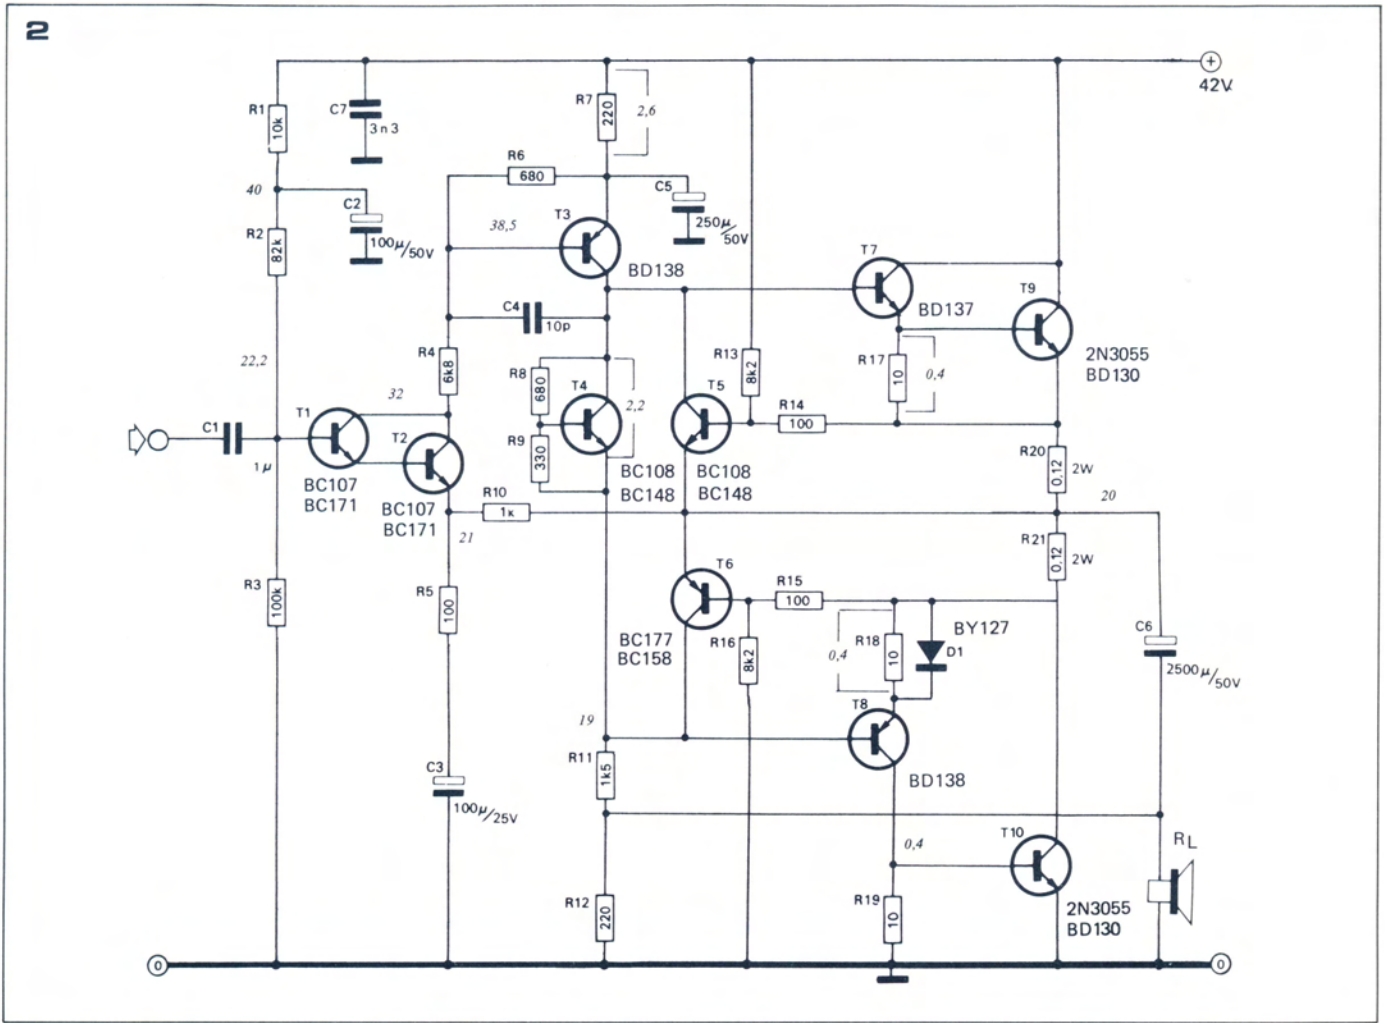 2
+
42V
R1
10k
C7
3n3
R7
220
2,6
R6
680
40
C2
100µ/50V
C5
250µ/50V
R2
82k
38,5
T3
BD138
T7
BD137
T9
2N3055
BD130
C4
10p
R4
6k8
22,2
32
R8
680
T4
2,2
T5
R13
8k2
R14
100
R17
10
0,4
C1
1µ
T1
BC107
BC171
T2
BC107
BC171
R9
330
BC108
BC148
BC108
BC148
R20
0,12
2W
R10
1k
20
21
R21
0,12
2W
R3
100k
R5
100
T6
BC177
BC158
R15
100
R16
8k2
R18
10
0,4
BY127
D1
C6
2500µ/50V
19
T8
BD138
R11
1k5
C3
100µ/25V
0,4
T10
2N3055
BD130
RL
R12
220
R19
10
0
0